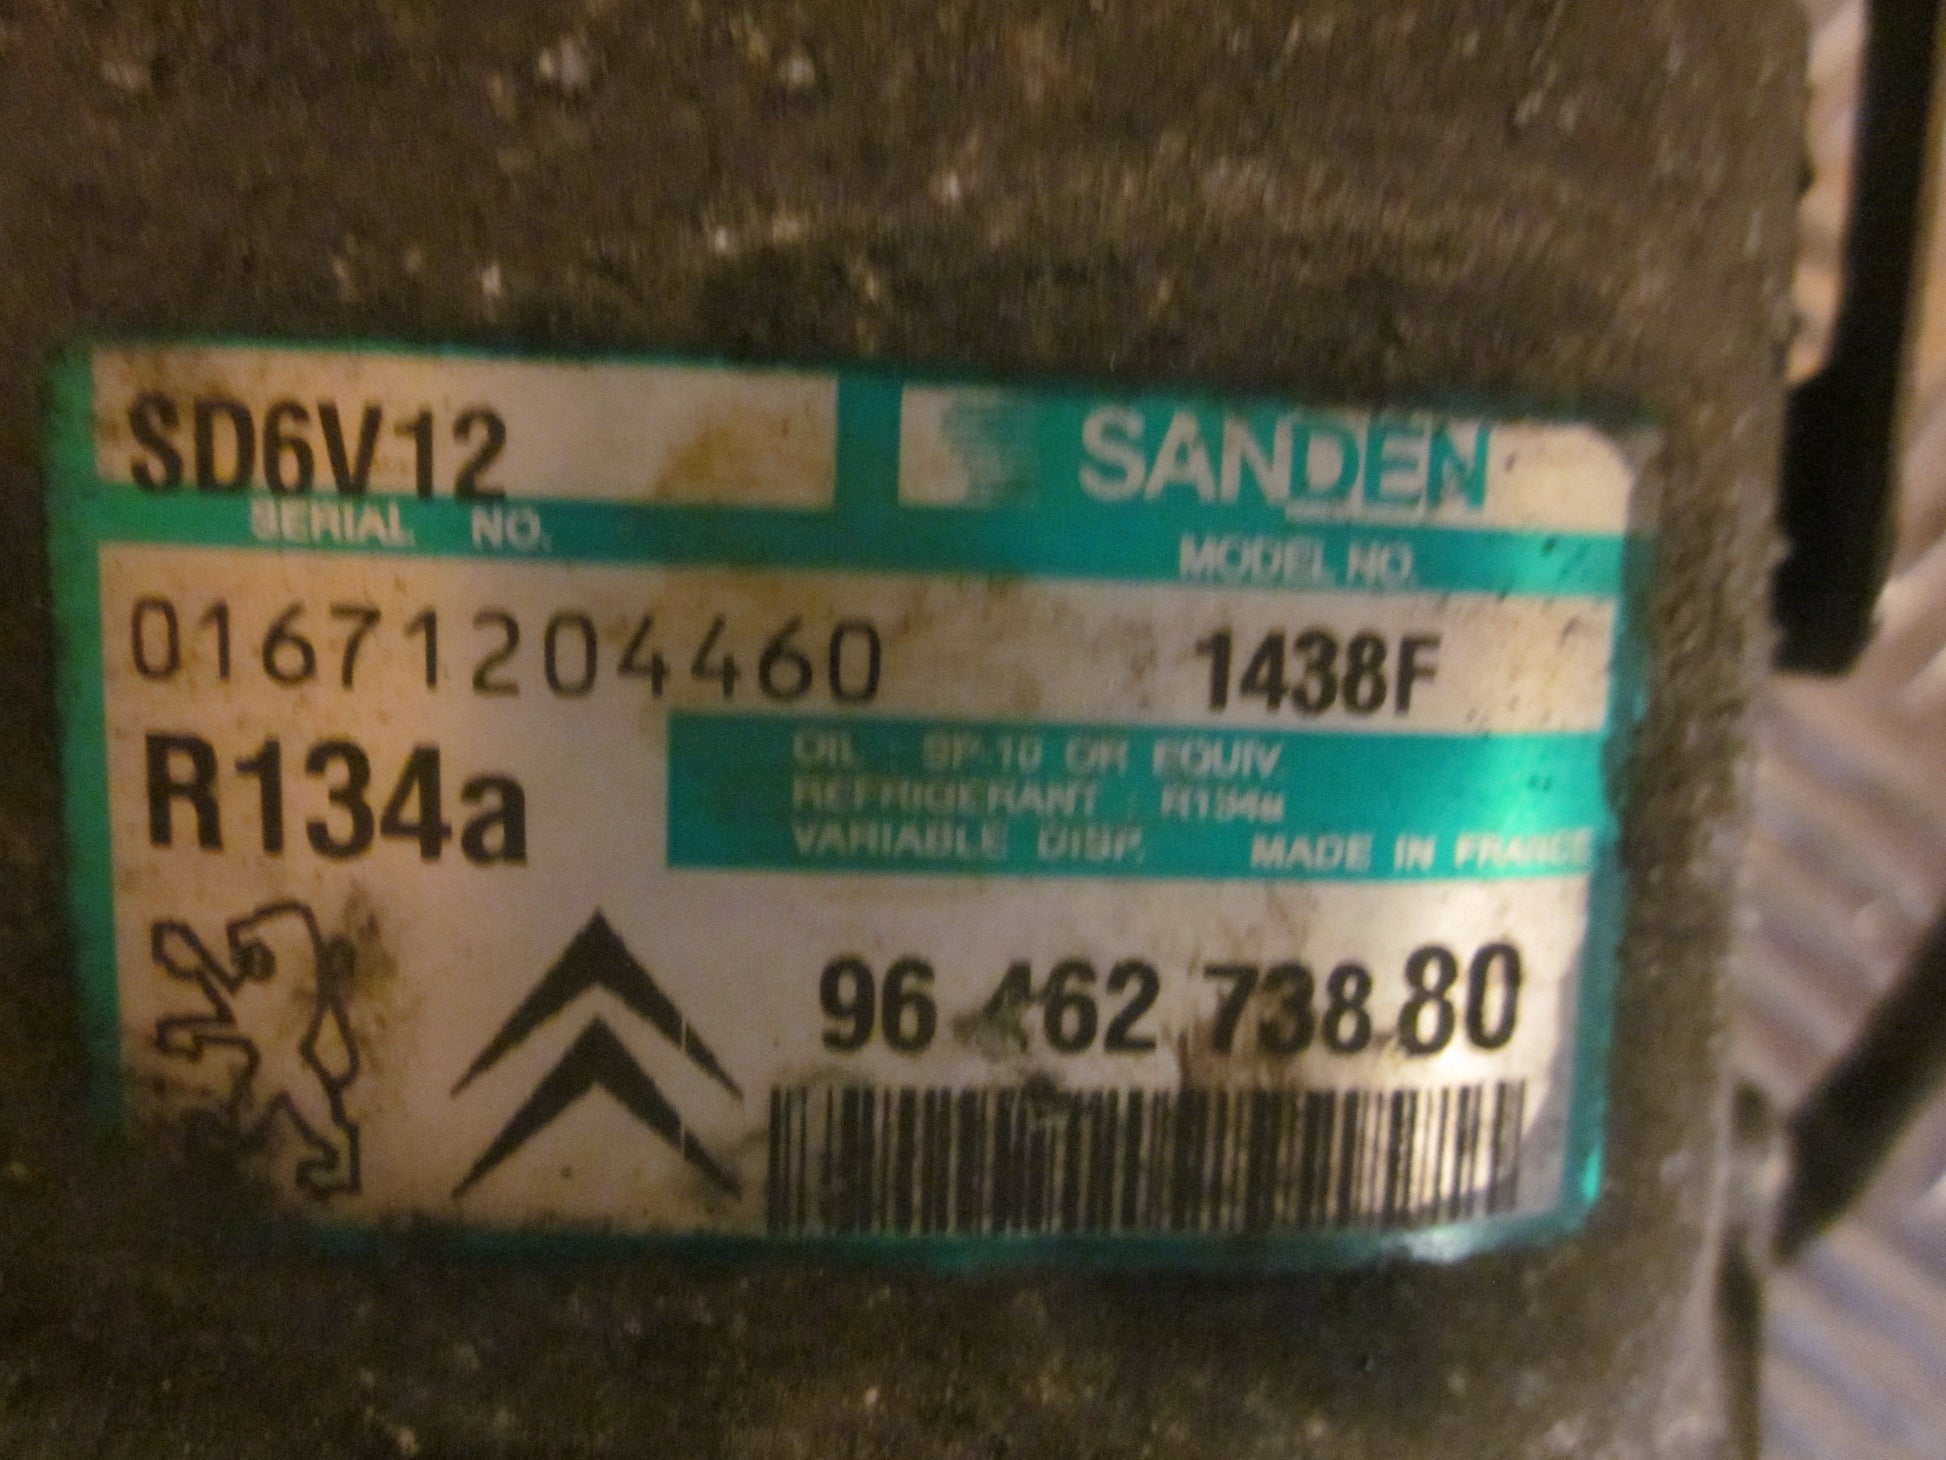 SD6V12 SANDEN
SERIAL NO. MODEL NO.
01671204460 1438F
R134a
OIL : SP-10 OR EQUIV.
REFRIGERANT : R134a
VARIABLE DISP. MADE IN FRANCE
96 462 738 80